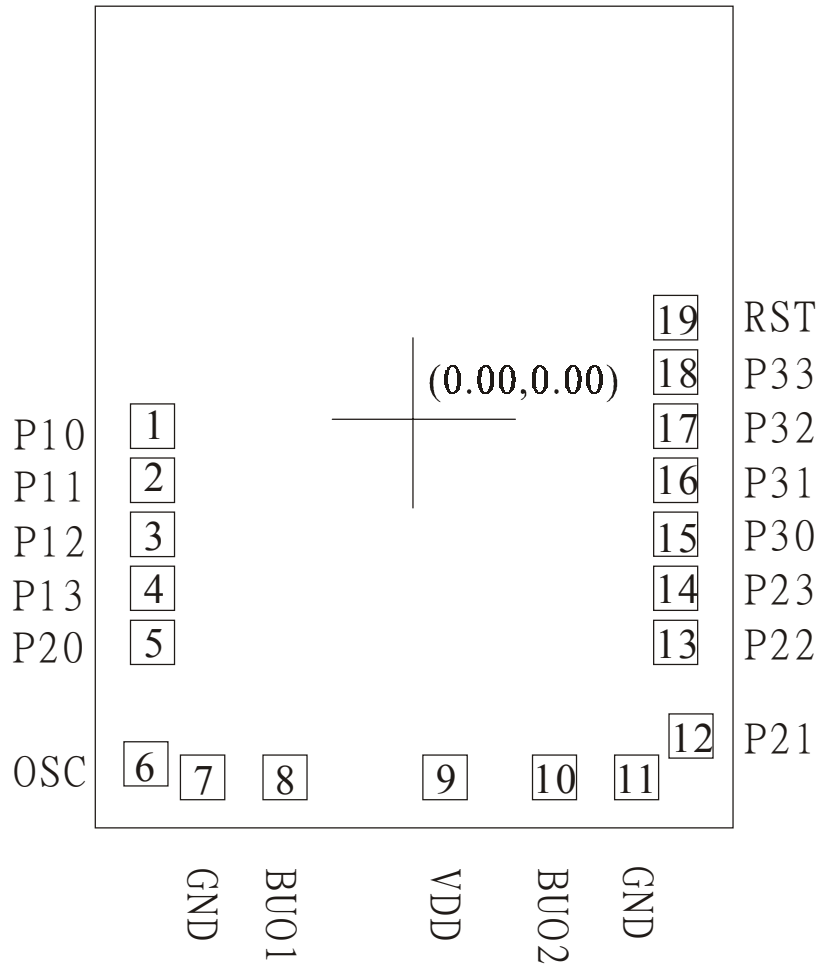 19 RST
(0.00,0.00) 18 P33
P10 1 17 P32
P11 2 16 P31
P12 3 15 P30
P13 4 14 P23
P20 5 13 P22
12 P21
OSC 6 7 8 9 10 11
GND BUO1 VDD BUO2 GND